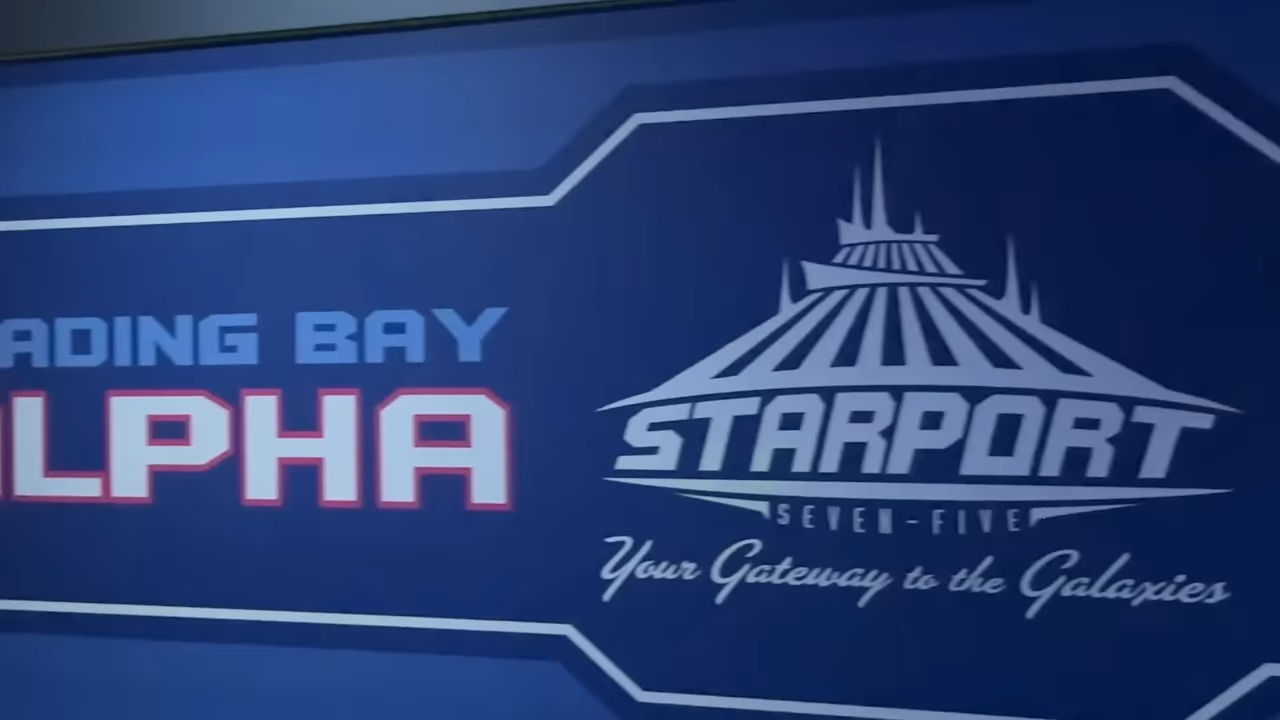 ADING BAY
LPHA
STARPORT
SEVEN-FIVE
Your Gateway to the Galaxies